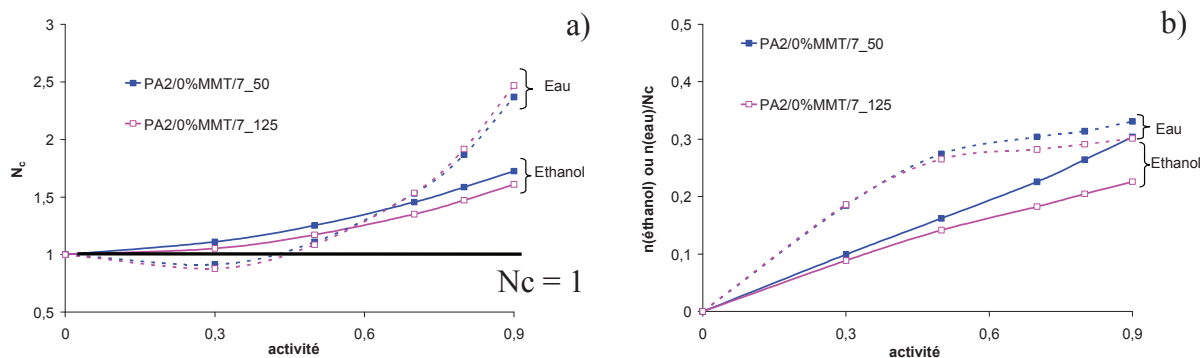 a)
3
2,5
2
1,5
1
0,5
N_c
PA2/0%MMT/7_50
PA2/0%MMT/7_125
Eau
Ethanol
Nc = 1
0
0,3
0,6
0,9
activité
b)
0,5
0,4
0,3
0,2
0,1
0
n(éthanol) ou n(eau)/Nc
PA2/0%MMT/7_50
PA2/0%MMT/7_125
Eau
Ethanol
0
0,3
0,6
0,9
activité